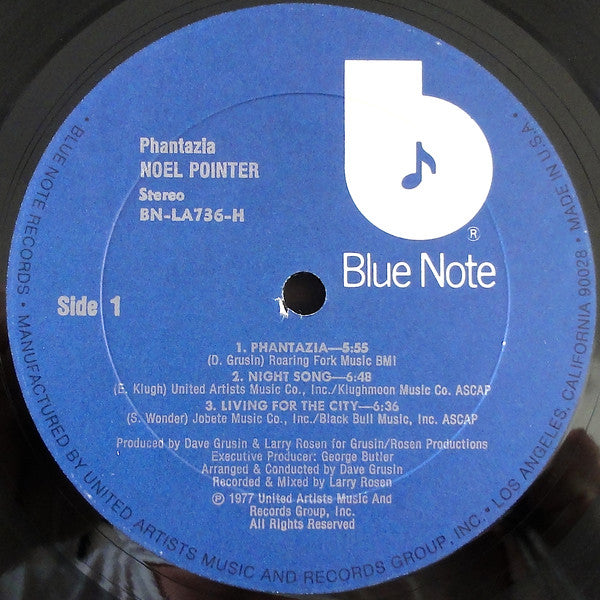 Phantazia
NOEL POINTER
Stereo
BN-LA736-H
®
Blue Note
Side 1
1. PHANTAZIA—5:55
(D. Grusin) Roaring Fork Music BMI
2. NIGHT SONG—6:48
(E. Klugh) United Artists Music Co., Inc./Klughmoon Music Co. ASCAP
3. LIVING FOR THE CITY—6:36
(S. Wonder) Jobete Music Co., Inc./Black Bull Music, Inc. ASCAP
Produced by Dave Grusin & Larry Rosen for Grusin/Rosen Productions
Executive Producer: George Butler
Arranged & Conducted by Dave Grusin
Recorded & Mixed by Larry Rosen
℗ 1977 United Artists Music And
Records Group, Inc.
All Rights Reserved
• BLUE NOTE RECORDS • MANUFACTURED BY UNITED ARTISTS MUSIC AND RECORDS GROUP, INC. • LOS ANGELES, CALIFORNIA 90028 • MADE IN U.S.A. •